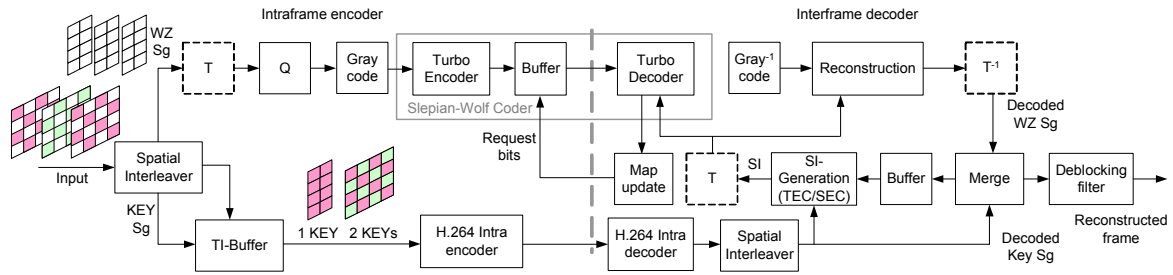 Intraframe encoder
Interframe decoder
WZ
Sg
T
Q
Gray
code
Turbo
Encoder
Buffer
Turbo
Decoder
Gray-1
code
Reconstruction
T-1
Slepian-Wolf Coder
Decoded
WZ Sg
Request
bits
Input
Spatial
Interleaver
Map
update
T
SI
SI-
Generation
(TEC/SEC)
Buffer
Merge
Deblocking
filter
KEY
Sg
TI-Buffer
1 KEY
2 KEYs
H.264 Intra
encoder
H.264 Intra
decoder
Spatial
Interleaver
Decoded
Key Sg
Reconstructed
frame